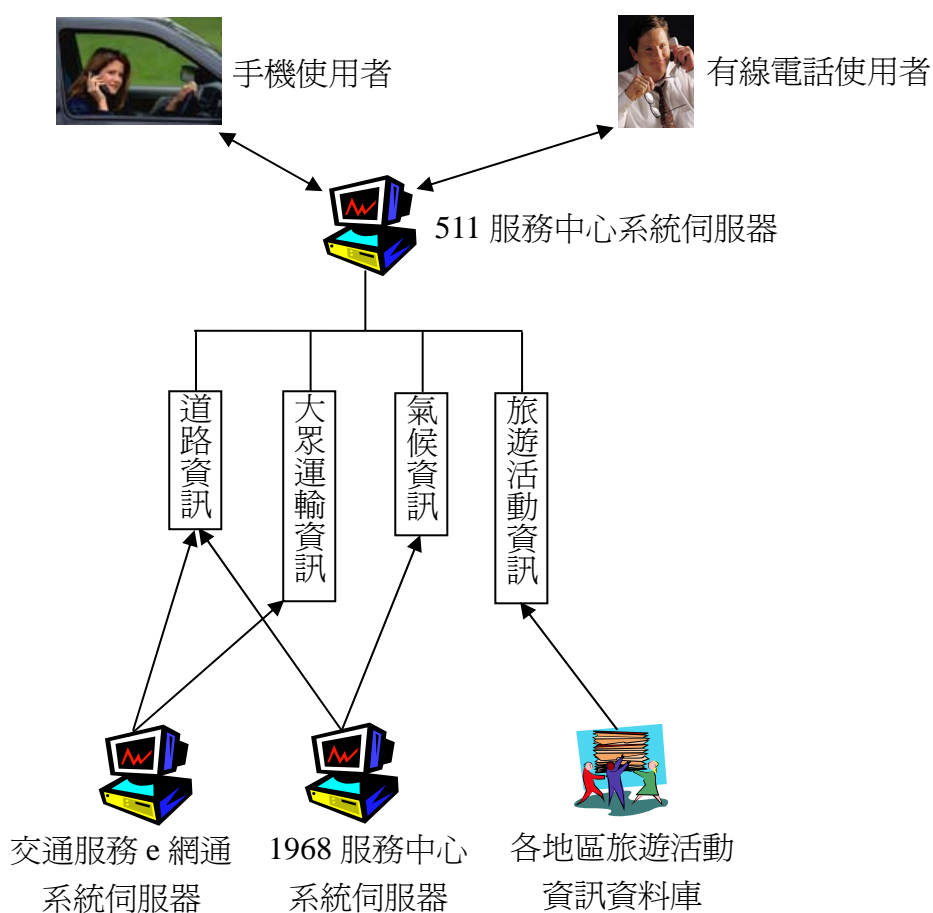 手機使用者
有線電話使用者
511 服務中心系統伺服器
道路資訊
大眾運輸資訊
氣候資訊
旅遊活動資訊
交通服務 e 網通
系統伺服器
1968 服務中心
系統伺服器
各地區旅遊活動
資訊資料庫